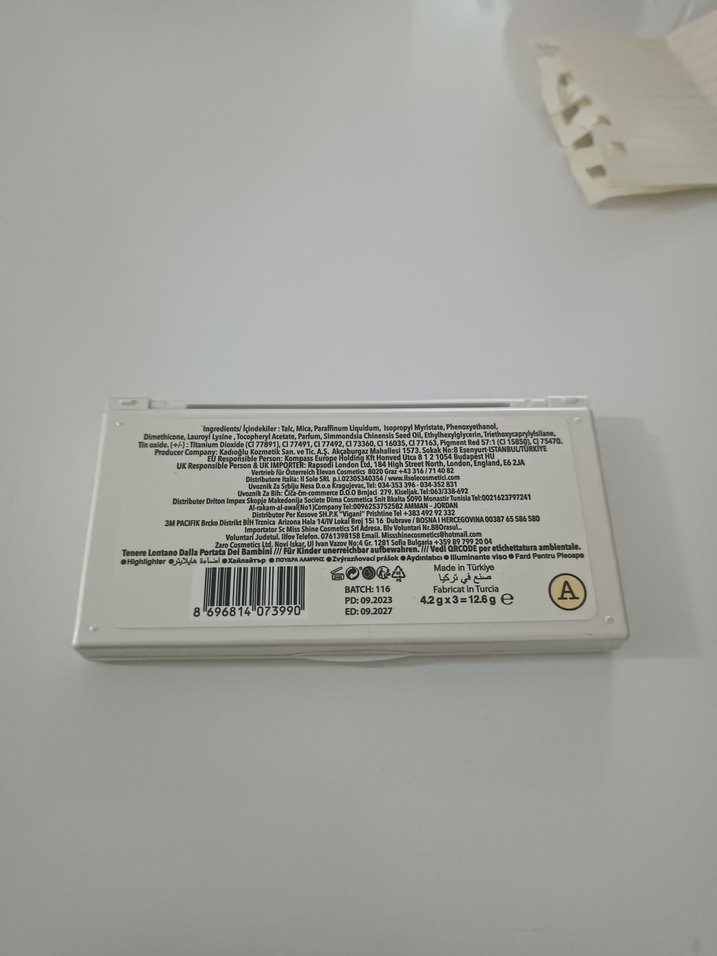 Ingredients/ İçindekiler : Talc, Mica, Paraffinum Liquidum, Isopropyl Myristate, Phenoxyethanol,
Dimethicone, Lauroyl Lysine , Tocopheryl Acetate, Parfum, Simmondsia Chinensis Seed Oil, Ethylhexylglycerin, Triethoxycaprylylsilane,
Tin oxide. (+/-) : Titanium Dioxide (CI 77891), CI 77491, CI 77492, CI 73360, CI 16035, CI 77163, Pigment Red 57:1 (CI 15850), CI 75470.
Producer Company: Kadıoğlu Kozmetik San. ve Tic. A.Ş. Akçaburgaz Mahallesi 1573. Sokak No:8 Esenyurt-İSTANBUL/TÜRKİYE
EU Responsible Person: Kompass Europe Holding Kft Honved Utca 8 1 2 1054 Budapest HU
UK Responsible Person & UK IMPORTER: Rapsodi London Ltd, 184 High Street North, London, England, E6 2JA
Vertrieb für Österreich Elevan Cosmetics 8020 Graz +43 316 / 71 40 82
Distributore Italia: Il Sole SRL p.i.02305340354 / www.ilsolecosmetici.com
Uvoznik Za Srbiju Nesa D.o.o Kragujevac, Tel: 034-353 396 - 034-352 831
Uvoznik Za Bih: Čiča-čm-commerce D.O.O Brnjaci 279. Kiseljak. Tel:063/338-692
Distributer Driton Impex Skopje Makedonija Societe Dima Cosmetica Snit Bkalta 5090 Monastir Tunisia Tel:0021623797241
Al-rakam-al-awal(No1)Company Tel:0096253752582 AMMAN - JORDAN
Distributor Per Kosove SH.P.K "Vigani" Prishtine Tel +383 492 92 332
3M PACIFIK Brcko Distrikt BİH Trznica Arizona Hala 14/IV Lokal Broj 15i 16 Dubrave / BOSNA I HERCEGOVINA 00387 65 586 580
Importator Sc Miss Shine Cosmetics Srl Adresa. Blv Voluntari Nr.88Orasul..
Voluntari Judetul. Ilfov Telefon. 0761398158 Email. Missshinecosmetics@hotmail.com
Zaro Cosmetics Ltd, Novi Iskar, Ul Ivan Vazov No:4 Gr. 1281 Sofia Bulgaria +359 89 799 20 04
Tenere Lontano Dalla Portata Dei Bambini /// Für Kinder unerreichbar aufbewahren. /// Vedi QRCODE per etichettatura ambientale.
●Highlighter ●اضاءة هايلايتر ●Хайлайтър ●ΠΟΥΔΡΑ ΛΑΜΨΗΣ ●Zvýrazňovací prášok ●Aydınlatıcı ●Illuminante viso ●Fard Pentru Pleoape
Made in Türkiye
صنع في تركيا
Fabricat in Turcia
BATCH: 116
PD: 09.2023
ED: 09.2027
4.2 g x 3 = 12.6 g ℮
A
8 696814 073990